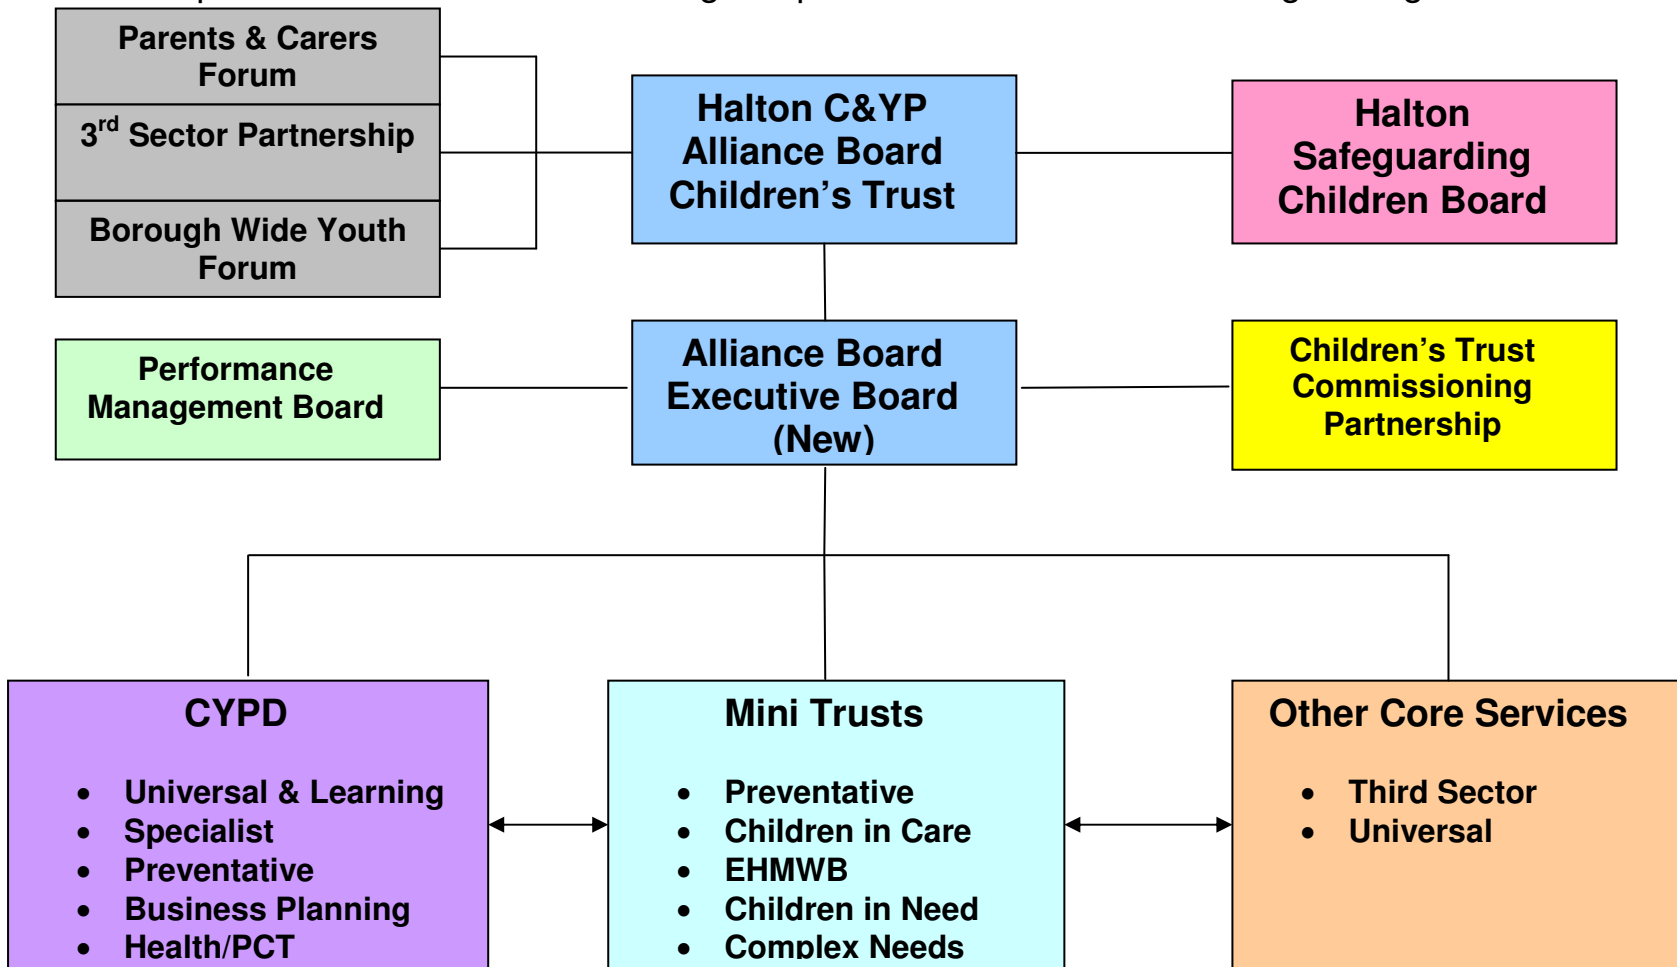 Parents & Carers
Forum
3rd Sector Partnership
Borough Wide Youth
Forum
Halton C&YP
Alliance Board
Children's Trust
Halton
Safeguarding
Children Board
Performance
Management Board
Alliance Board
Executive Board
(New)
Children's Trust
Commissioning
Partnership
CYPD
• Universal & Learning
• Specialist
• Preventative
• Business Planning
• Health/PCT
Mini Trusts
• Preventative
• Children in Care
• EHMWB
• Children in Need
• Complex Needs
Other Core Services
• Third Sector
• Universal